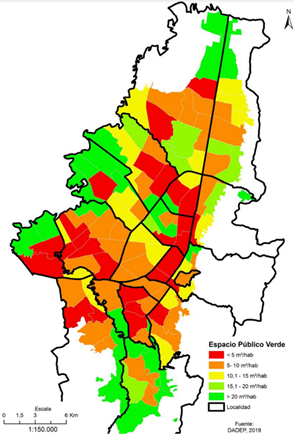 N
Espacio Público Verde
< 5 m²/hab
5- 10 m²/hab
10,1 - 15 m²/hab
15,1 - 20 m²/hab
> 20 m²/hab
Localidad
Escala
0 1,5 3 6 Km
1:150.000
Fuente:
DADEP, 2019